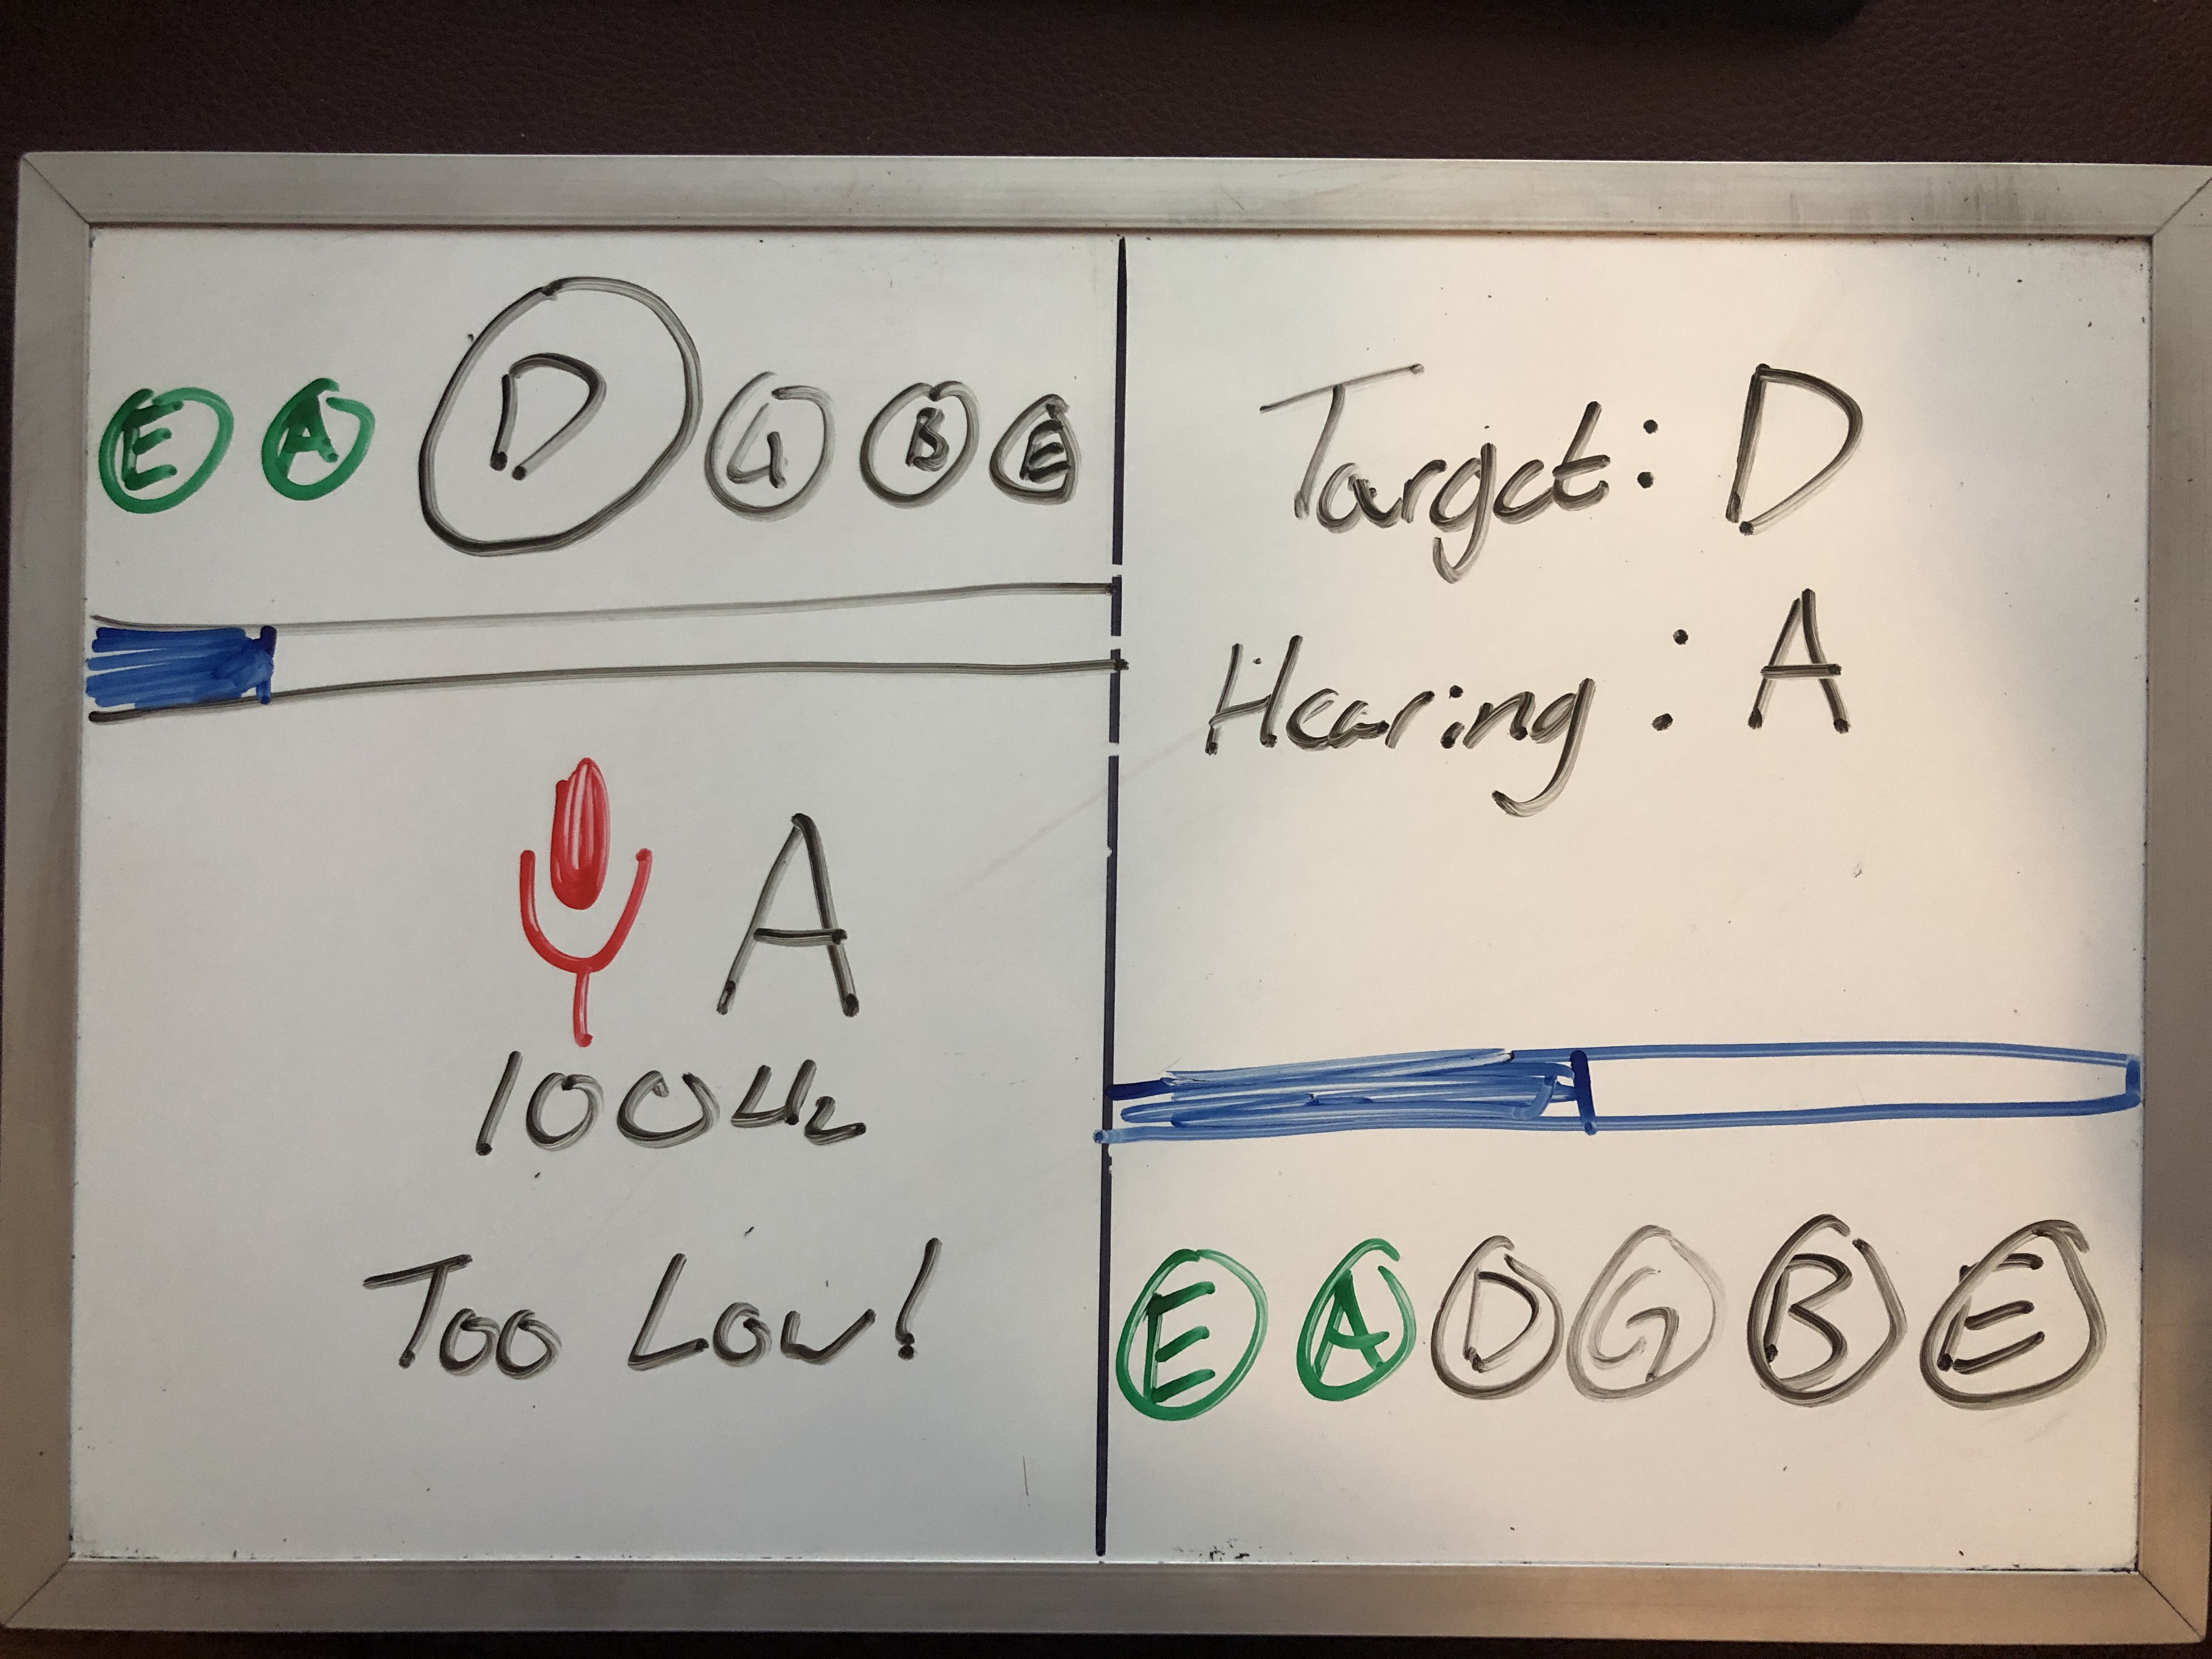 E A D G B E
A
100Hz
Too Low!
Target: D
Hearing: A
E A D G B E